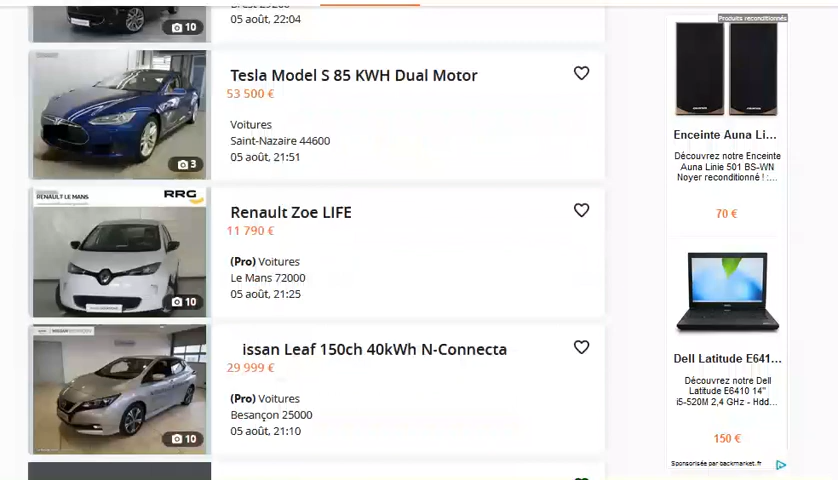 05 août, 22:04
10
Tesla Model S 85 KWH Dual Motor
53 500 €
Voitures
Saint-Nazaire 44600
05 août, 21:51
3
RENAULT LE MANS
RRG
Renault Zoe LIFE
11 790 €
(Pro) Voitures
Le Mans 72000
05 août, 21:25
10
issan Leaf 150ch 40kWh N-Connecta
29 999 €
(Pro) Voitures
Besançon 25000
05 août, 21:10
10
Produits reconditionnés
Enceinte Auna Li...
Découvrez notre Enceinte
Auna Linie 501 BS-WN
Noyer reconditionné ! :...
70 €
Dell Latitude E641...
Découvrez notre Dell
Latitude E6410 14"
i5-520M 2,4 GHz - Hdd...
150 €
Sponsorisée par backmarket.fr